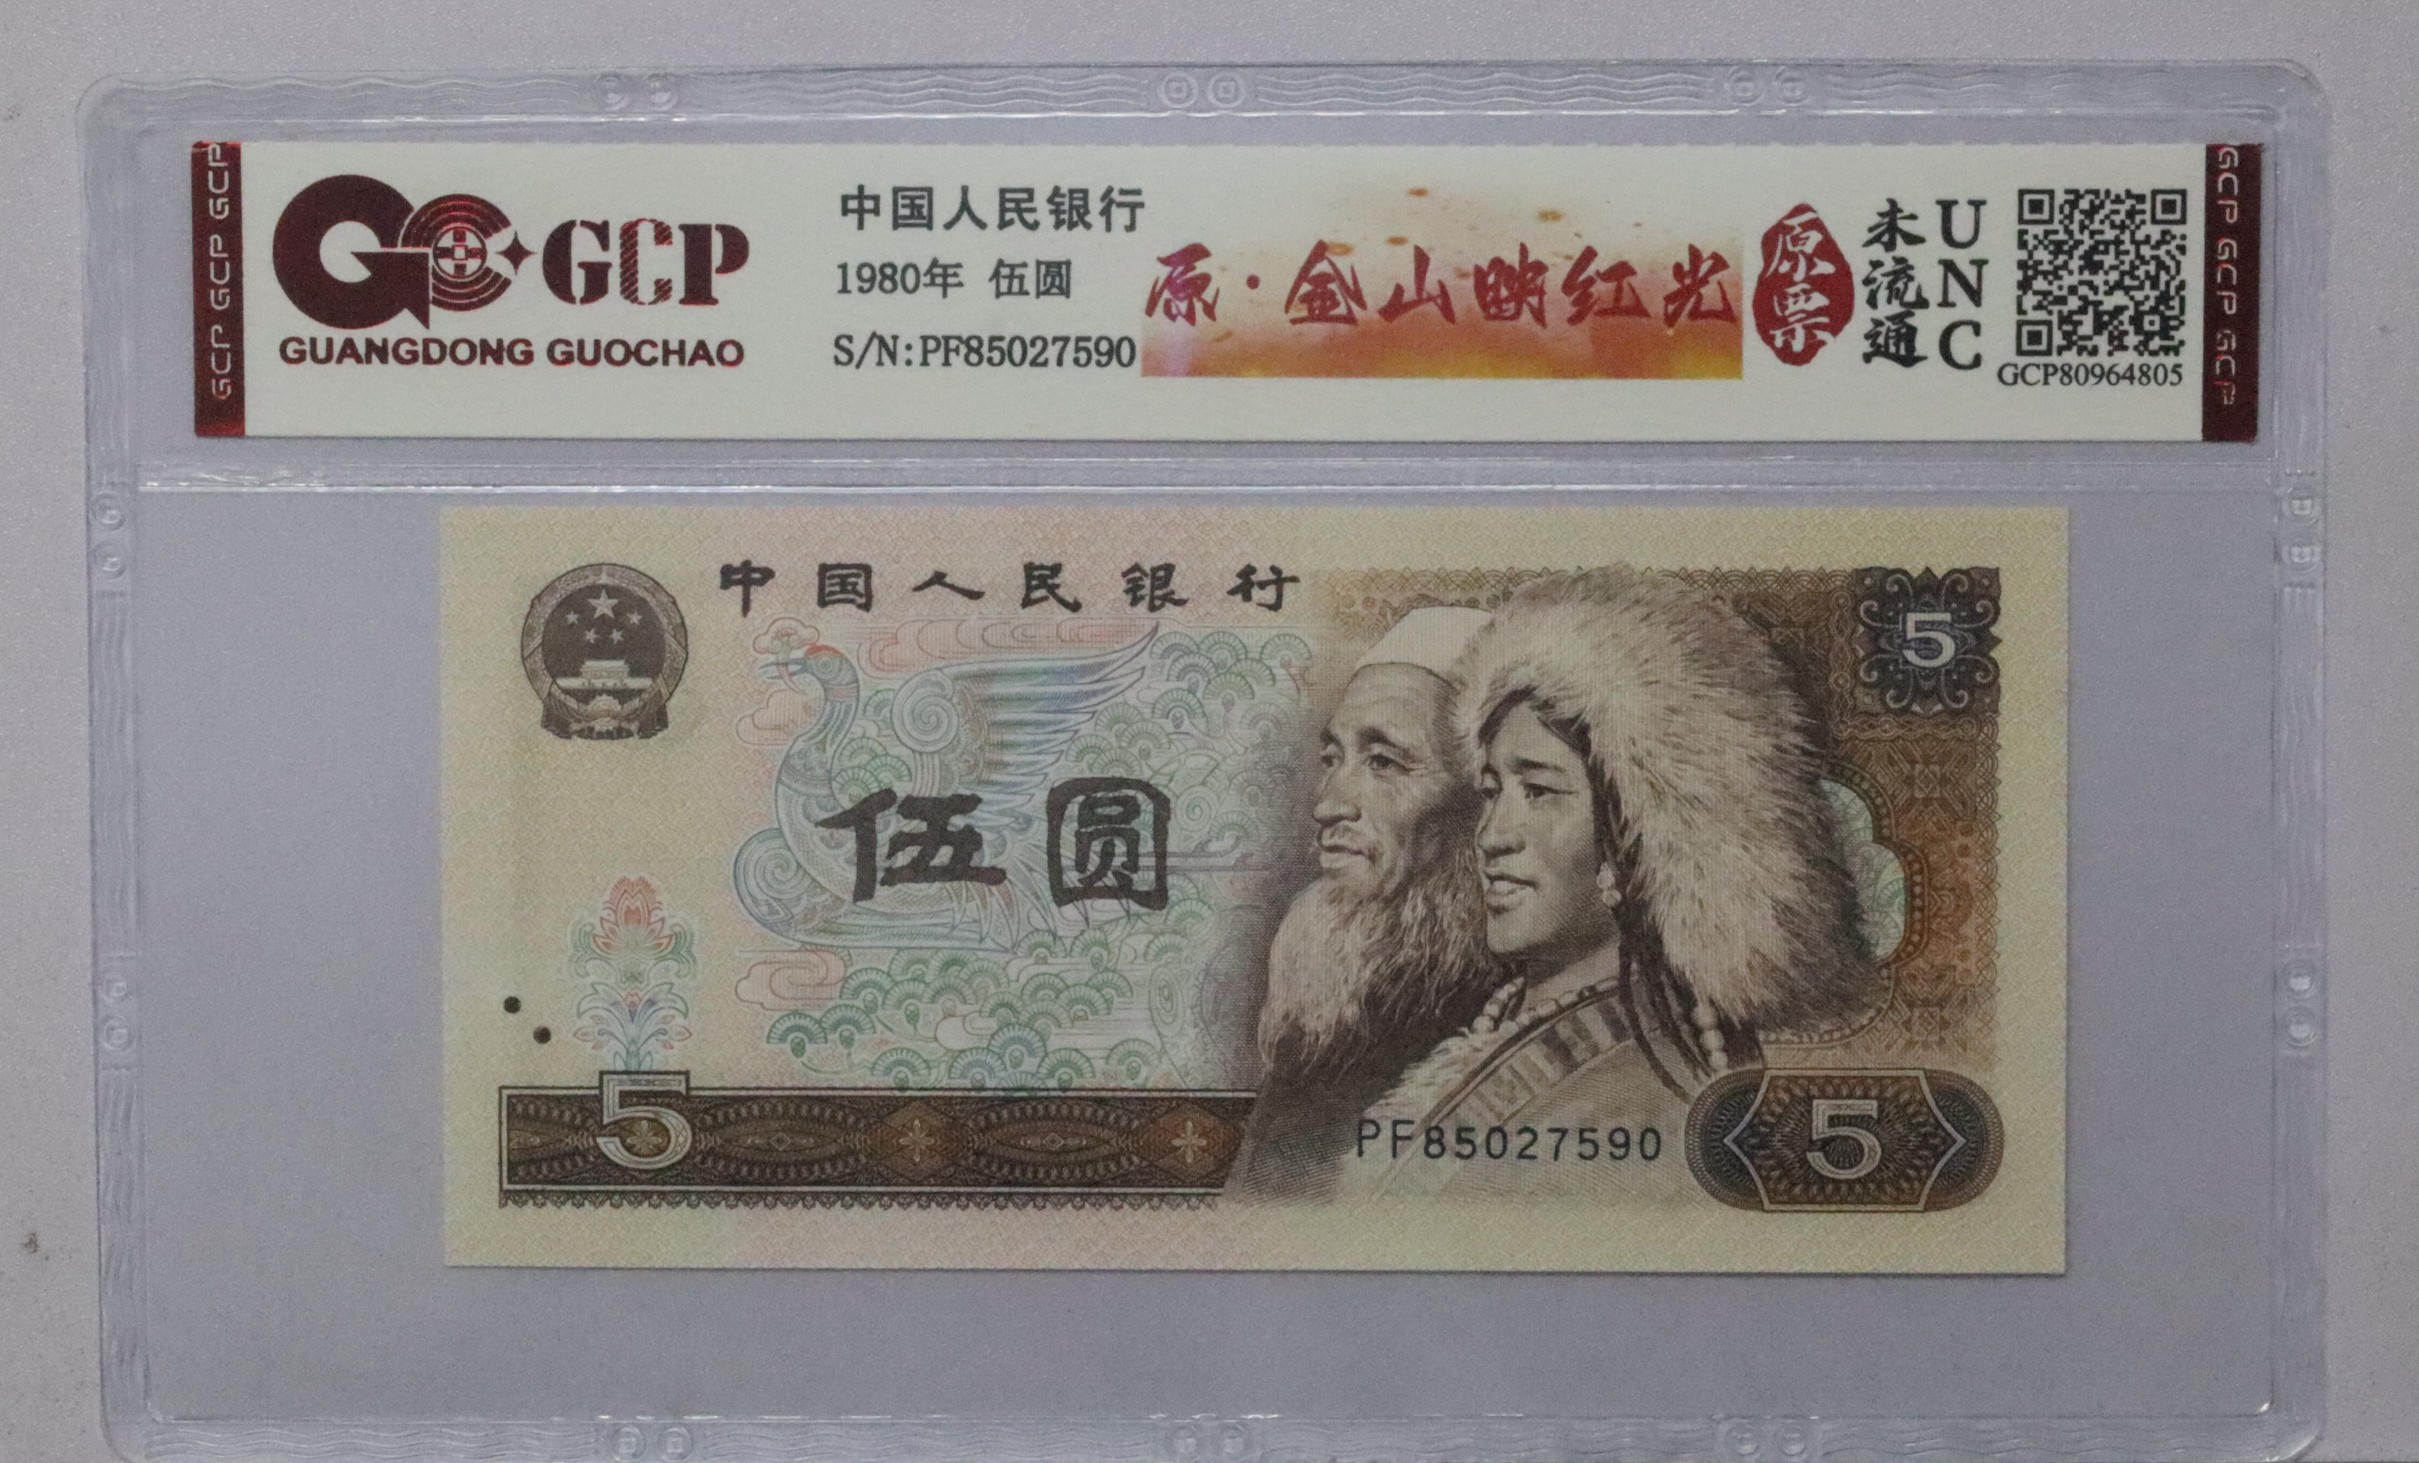 GCP GCP GCP
GCP
GUANGDONG GUOCHAO
中国人民银行
1980年 伍圆
S/N:PF85027590
原·金山映红光
原票
未流通
UNC
GCP80964805
GCP GCP GCP
中国人民银行
5
伍圆
5
PF85027590
5